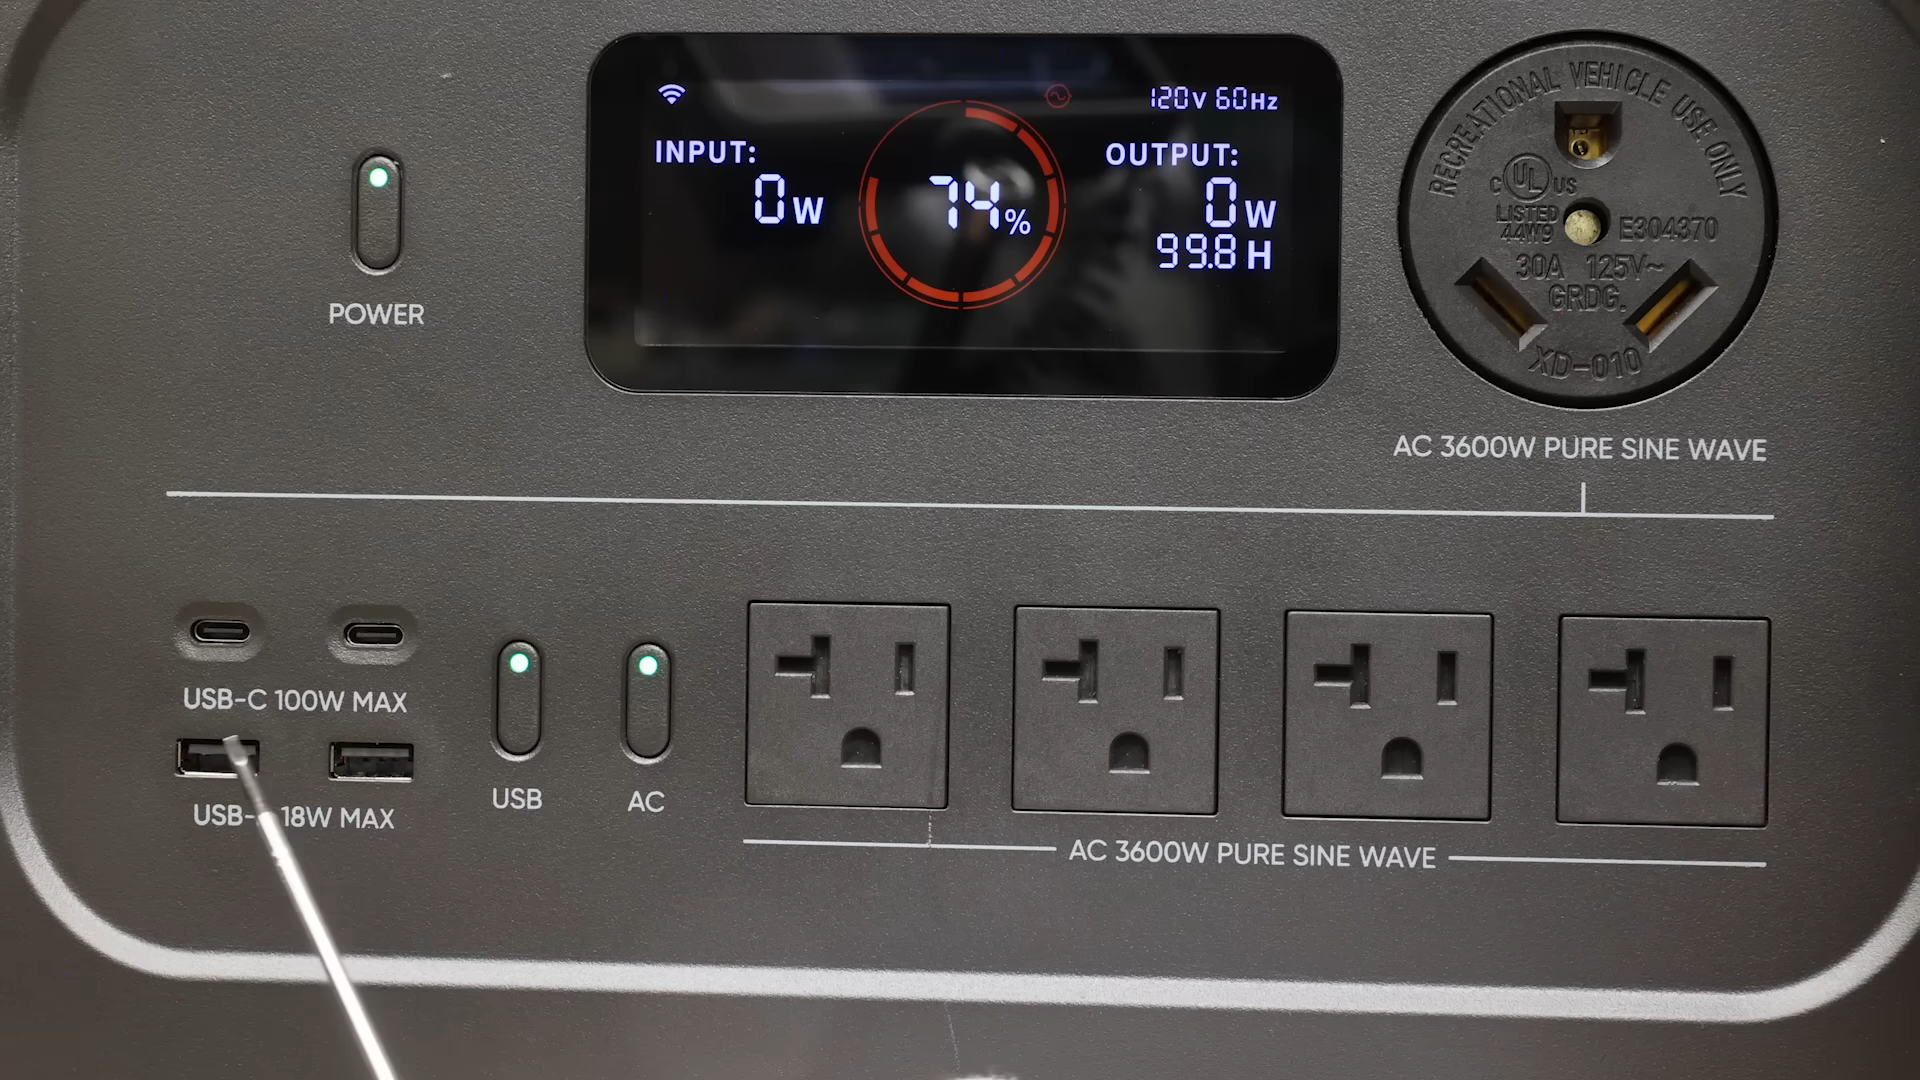 120V 60Hz
INPUT:
0W
74%
OUTPUT:
0W
99.8 H
POWER
RECREATIONAL VEHICLE USE ONLY
C UL US
LISTED
44W9
E304370
30A 125V~
GRDG.
XD-010
AC 3600W PURE SINE WAVE
USB-C 100W MAX
USB- 18W MAX
USB
AC
AC 3600W PURE SINE WAVE